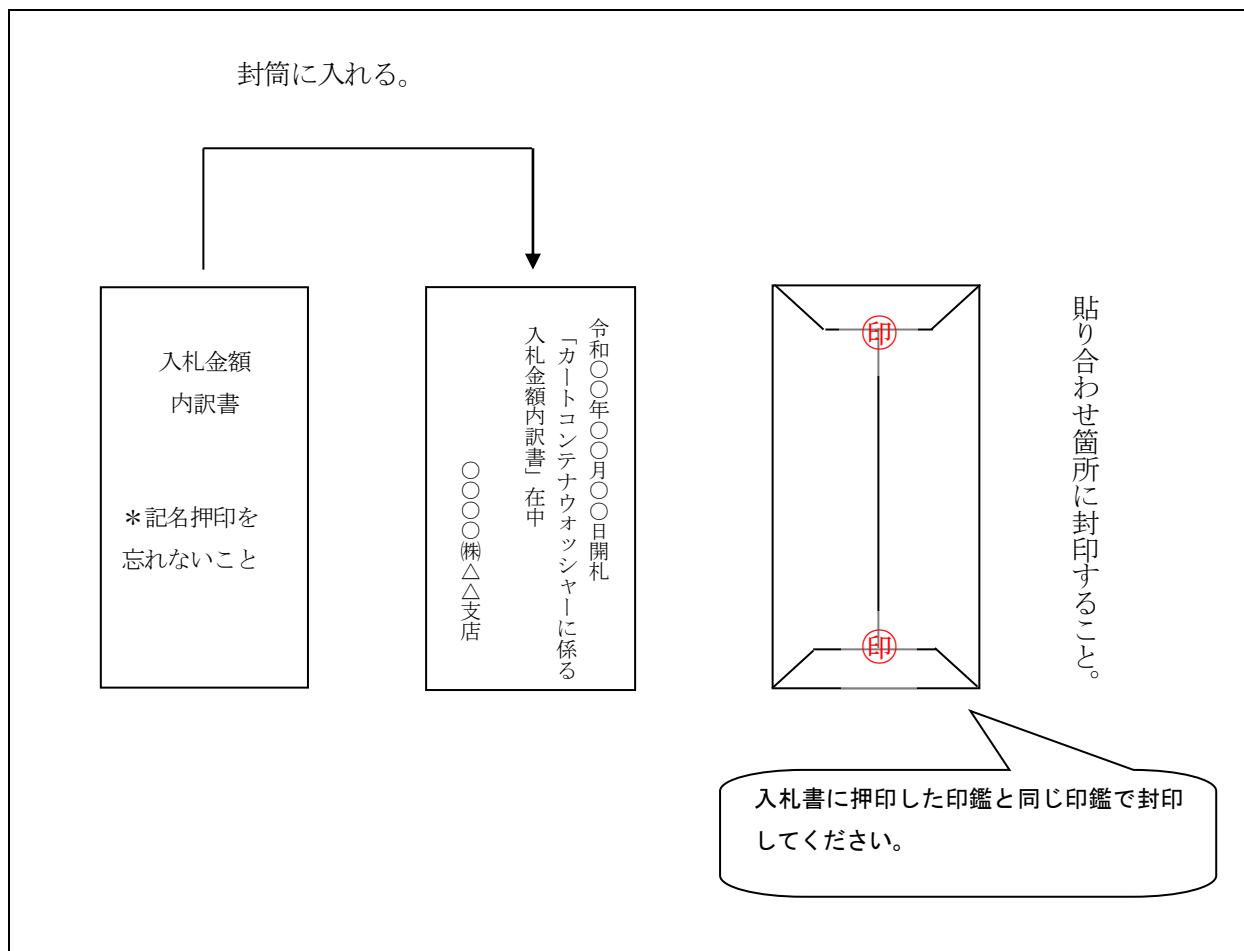 封筒に入れる。
入札金額
内訳書
＊記名押印を
忘れないこと
令和〇〇年〇〇月〇〇日開札
「カートコンテナウォッシャーに係る
入札金額内訳書」在中
〇〇〇〇㈱△△支店
印
印
貼り合わせ箇所に封印すること。
入札書に押印した印鑑と同じ印鑑で封印
してください。